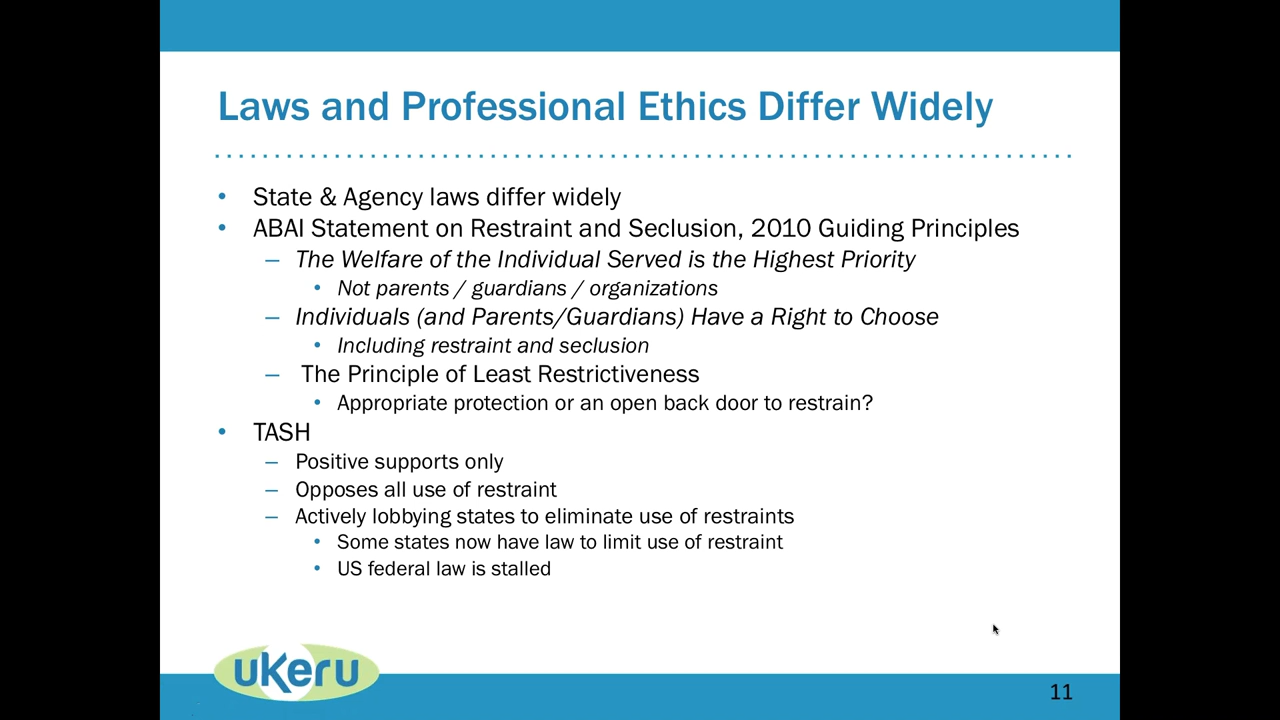 Laws and Professional Ethics Differ Widely
• State & Agency laws differ widely
• ABAI Statement on Restraint and Seclusion, 2010 Guiding Principles
– The Welfare of the Individual Served is the Highest Priority
• Not parents / guardians / organizations
– Individuals (and Parents/Guardians) Have a Right to Choose
• Including restraint and seclusion
– The Principle of Least Restrictiveness
• Appropriate protection or an open back door to restrain?
• TASH
– Positive supports only
– Opposes all use of restraint
– Actively lobbying states to eliminate use of restraints
• Some states now have law to limit use of restraint
• US federal law is stalled
ukeru
11